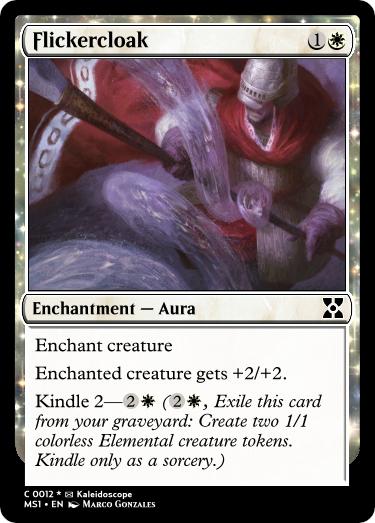 Flickercloak 1
Enchantment — Aura
Enchant creature
Enchanted creature gets +2/+2.
Kindle 2—2 (2, Exile this card
from your graveyard: Create two 1/1
colorless Elemental creature tokens.
Kindle only as a sorcery.)
C 0012 * Kaleidoscope
MS1 • EN Marco Gonzales